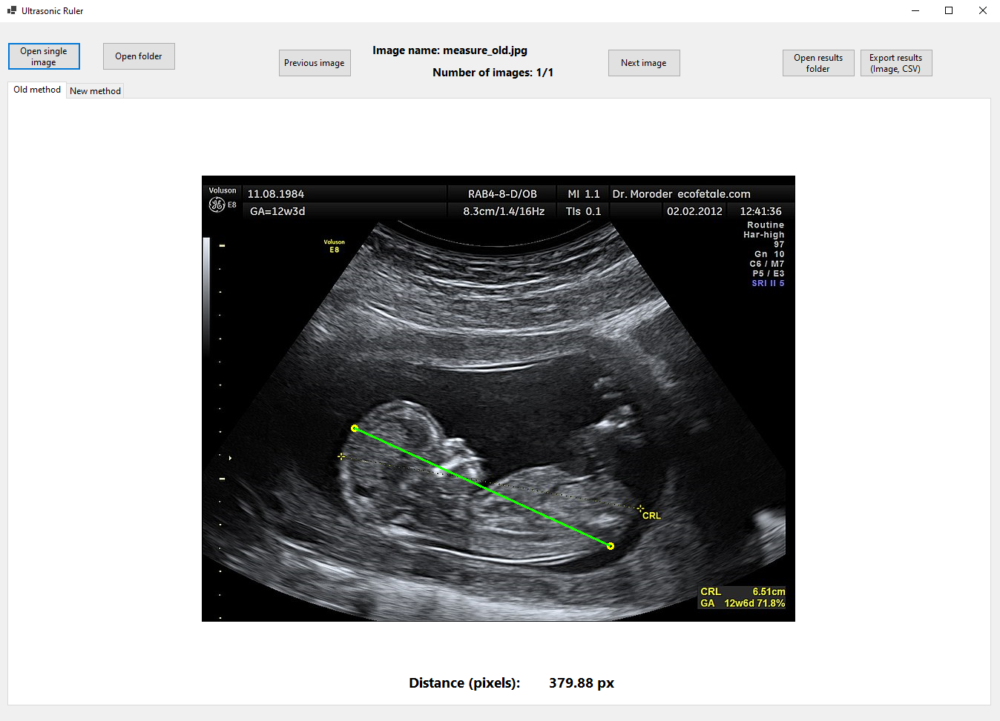 Ultrasonic Ruler
Open single
image
Open folder
Previous image
Image name: measure_old.jpg
Number of images: 1/1
Next image
Open results
folder
Export results
(Image, CSV)
Old method
New method
Voluson
E8
11.08.1984
RAB4-8-D/OB
MI 1.1
Dr. Moroder ecofetale.com
GA=12w3d
8.3cm/1.4/16Hz
TIs 0.1
02.02.2012
12:41:36
Routine
Har-high
97
Gn 10
C6 / M7
P5 / E3
SRI II 5
Voluson
E8
CRL
CRL 6.51cm
GA 12w6d 71.8%
Distance (pixels): 379.88 px